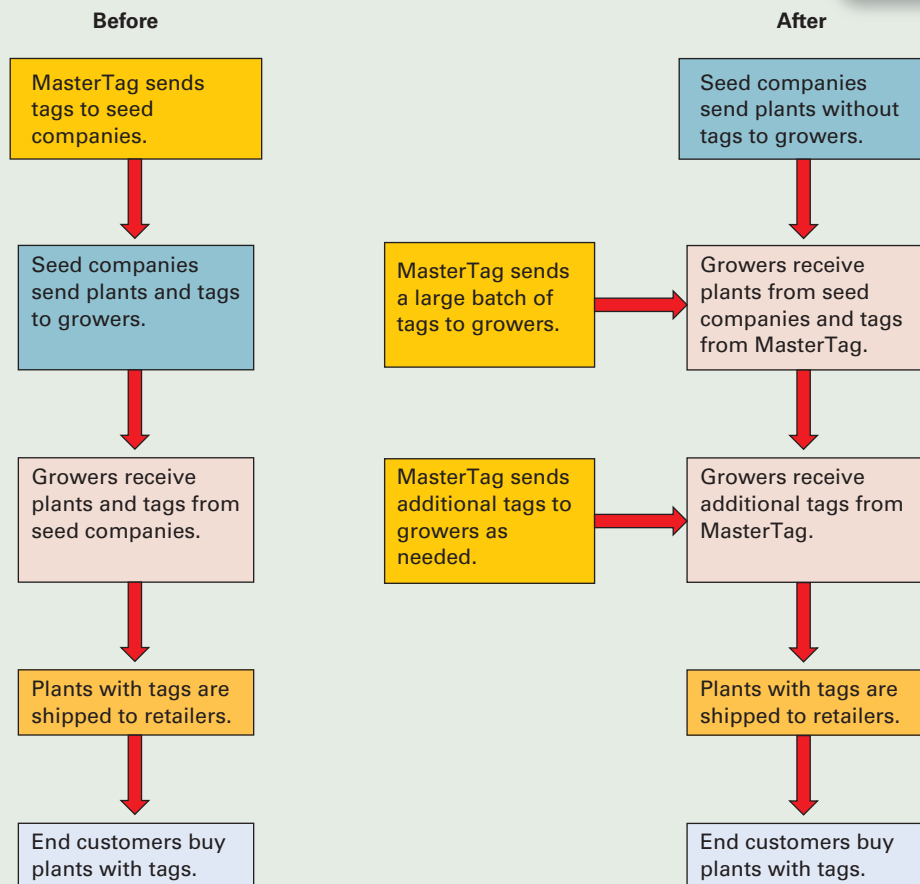 Before
MasterTag sends
tags to seed
companies.
Seed companies
send plants and tags
to growers.
Growers receive
plants and tags from
seed companies.
Plants with tags are
shipped to retailers.
End customers buy
plants with tags.
After
Seed companies
send plants without
tags to growers.
MasterTag sends
a large batch of
tags to growers.
Growers receive
plants from seed
companies and tags
from MasterTag.
MasterTag sends
additional tags to
growers as
needed.
Growers receive
additional tags from
MasterTag.
Plants with tags are
shipped to retailers.
End customers buy
plants with tags.